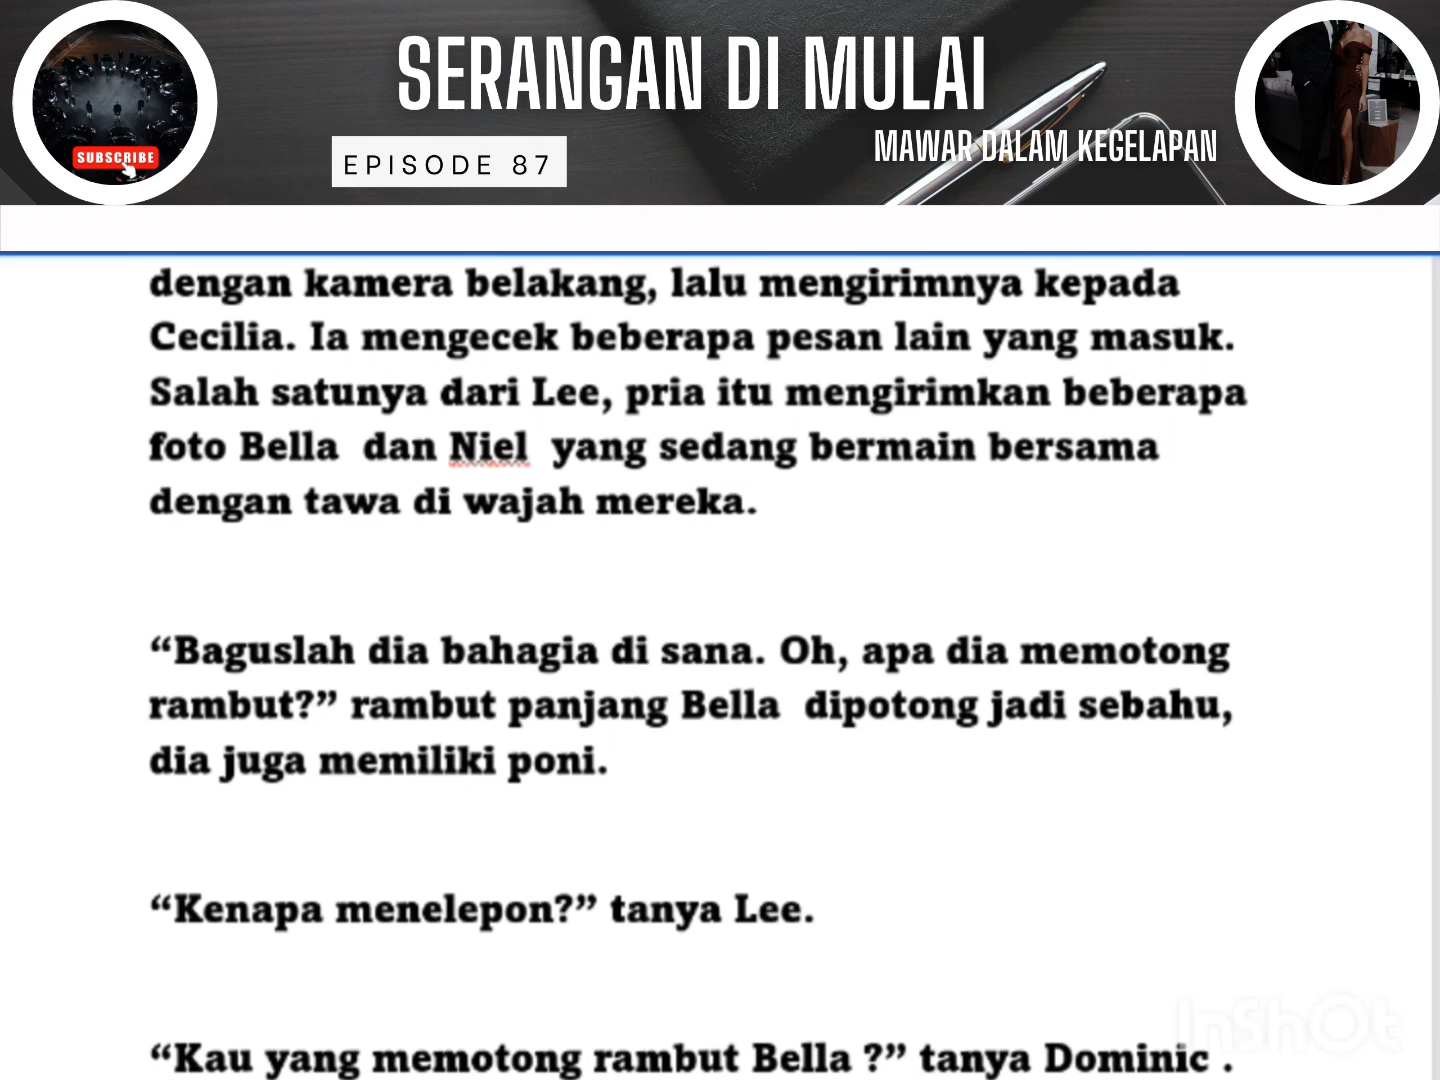 SERANGAN DI MULAI
MAWAR DALAM KEGELAPAN
EPISODE 87
SUBSCRIBE
dengan kamera belakang, lalu mengirimnya kepada
Cecilia. Ia mengecek beberapa pesan lain yang masuk.
Salah satunya dari Lee, pria itu mengirimkan beberapa
foto Bella dan Niel yang sedang bermain bersama
dengan tawa di wajah mereka.
“Baguslah dia bahagia di sana. Oh, apa dia memotong
rambut?” rambut panjang Bella dipotong jadi sebahu,
dia juga memiliki poni.
“Kenapa menelepon?” tanya Lee.
“Kau yang memotong rambut Bella ?” tanya Dominic .
InShOt